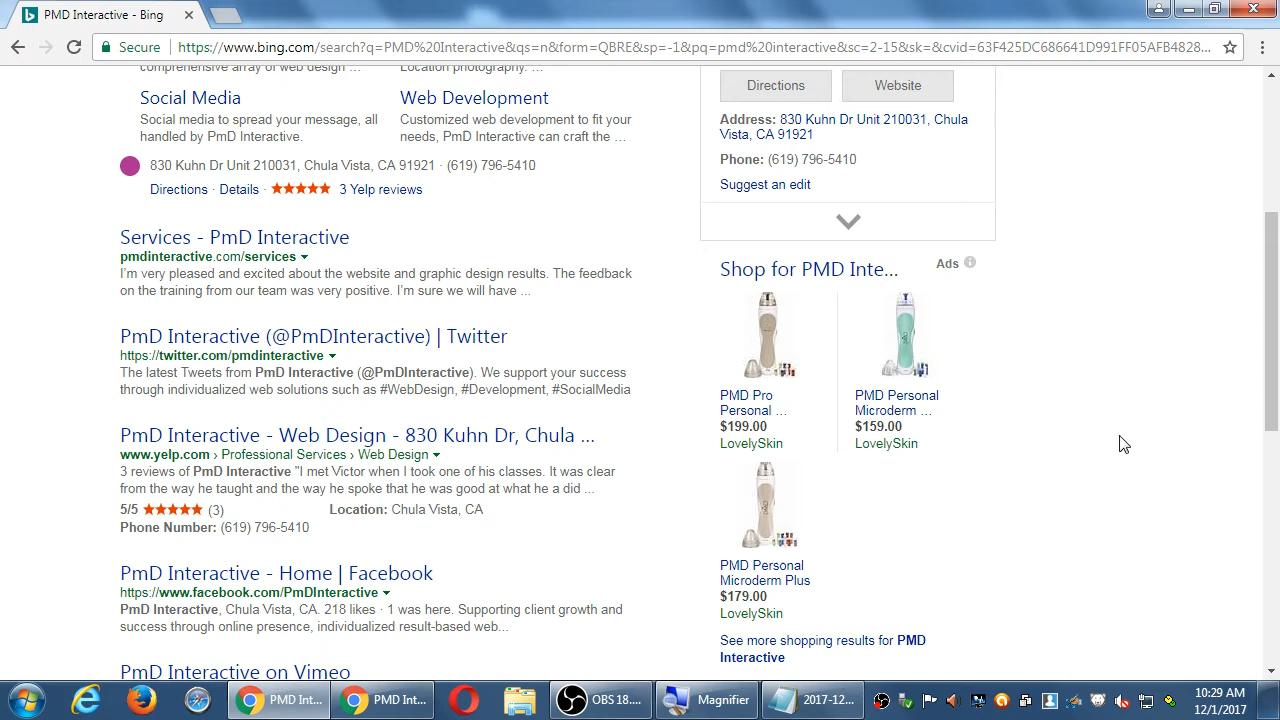 PMD Interactive - Bing
Secure
https://www.bing.com/search?q=PMD%20Interactive&qs=n&form=QBRE&sp=-1&pq=pmd%20interactive&sc=2-15&sk=&cvid=63F425DC686641D991FF05AFB4828...
comprehensive array of web design ...
Location photography. ...
Social Media
Web Development
Social media to spread your message, all
handled by PmD Interactive.
Customized web development to fit your
needs, PmD Interactive can craft the ...
830 Kuhn Dr Unit 210031, Chula Vista, CA 91921 · (619) 796-5410
Directions · Details · 3 Yelp reviews
Services - PmD Interactive
pmdinteractive.com/services
I'm very pleased and excited about the website and graphic design results. The feedback
on the training from our team was very positive. I'm sure we will have ...
PmD Interactive (@PmDInteractive) | Twitter
https://twitter.com/pmdinteractive
The latest Tweets from PmD Interactive (@PmDInteractive). We support your success
through individualized web solutions such as #WebDesign, #Development, #SocialMedia
PmD Interactive - Web Design - 830 Kuhn Dr, Chula ...
www.yelp.com › Professional Services › Web Design
3 reviews of PmD Interactive "I met Victor when I took one of his classes. It was clear
from the way he taught and the way he spoke that he was good at what he a did ...
5/5 (3) Location: Chula Vista, CA
Phone Number: (619) 796-5410
PmD Interactive - Home | Facebook
https://www.facebook.com/PmDInteractive
PmD Interactive, Chula Vista, CA. 218 likes · 1 was here. Supporting client growth and
success through online presence, individualized result-based web...
PmD Interactive on Vimeo
Directions
Website
Address: 830 Kuhn Dr Unit 210031, Chula
Vista, CA 91921
Phone: (619) 796-5410
Suggest an edit
Shop for PMD Inte...
Ads
PMD Pro
Personal ...
$199.00
LovelySkin
PMD Personal
Microderm ...
$159.00
LovelySkin
PMD Personal
Microderm Plus
$179.00
LovelySkin
See more shopping results for PMD
Interactive
PMD Int...
PMD Int...
OBS 18....
Magnifier
2017-12...
10:29 AM
12/1/2017